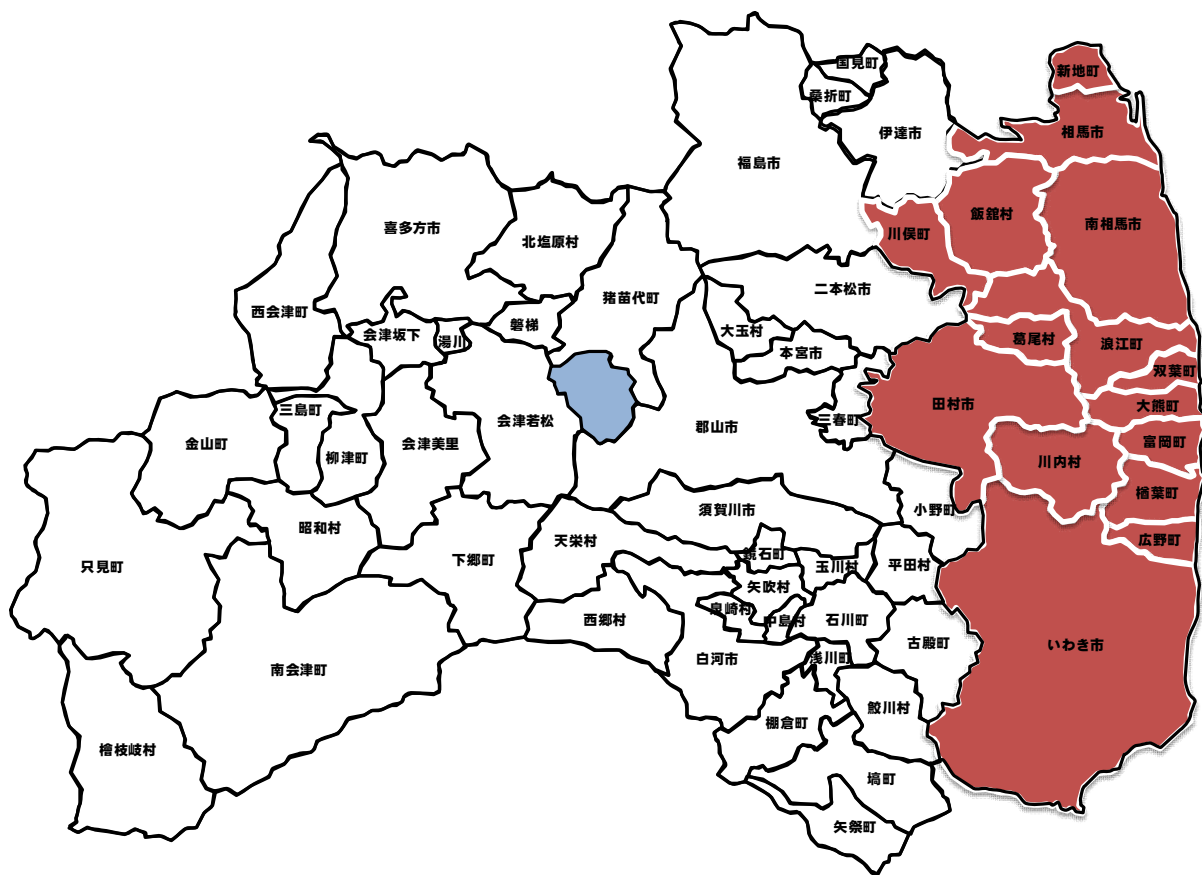 国見町
新地町
桑折町
伊達市
相馬市
福島市
飯舘村
喜多方市
川俣町
南相馬市
北塩原村
二本松市
猪苗代町
西会津町
磐梯
大玉村
会津坂下
湯川
葛尾村
浪江町
本宮市
双葉町
三島町
田村市
大熊町
会津若松
三春町
郡山市
金山町
会津美里
富岡町
柳津町
川内村
楢葉町
須賀川市
小野町
昭和村
天栄村
広野町
鏡石町
下郷町
玉川村
平田村
只見町
矢吹村
泉崎村
西郷村
中島村
石川町
古殿町
いわき市
白河市
浅川町
南会津町
鮫川村
棚倉町
檜枝岐村
塙町
矢祭町